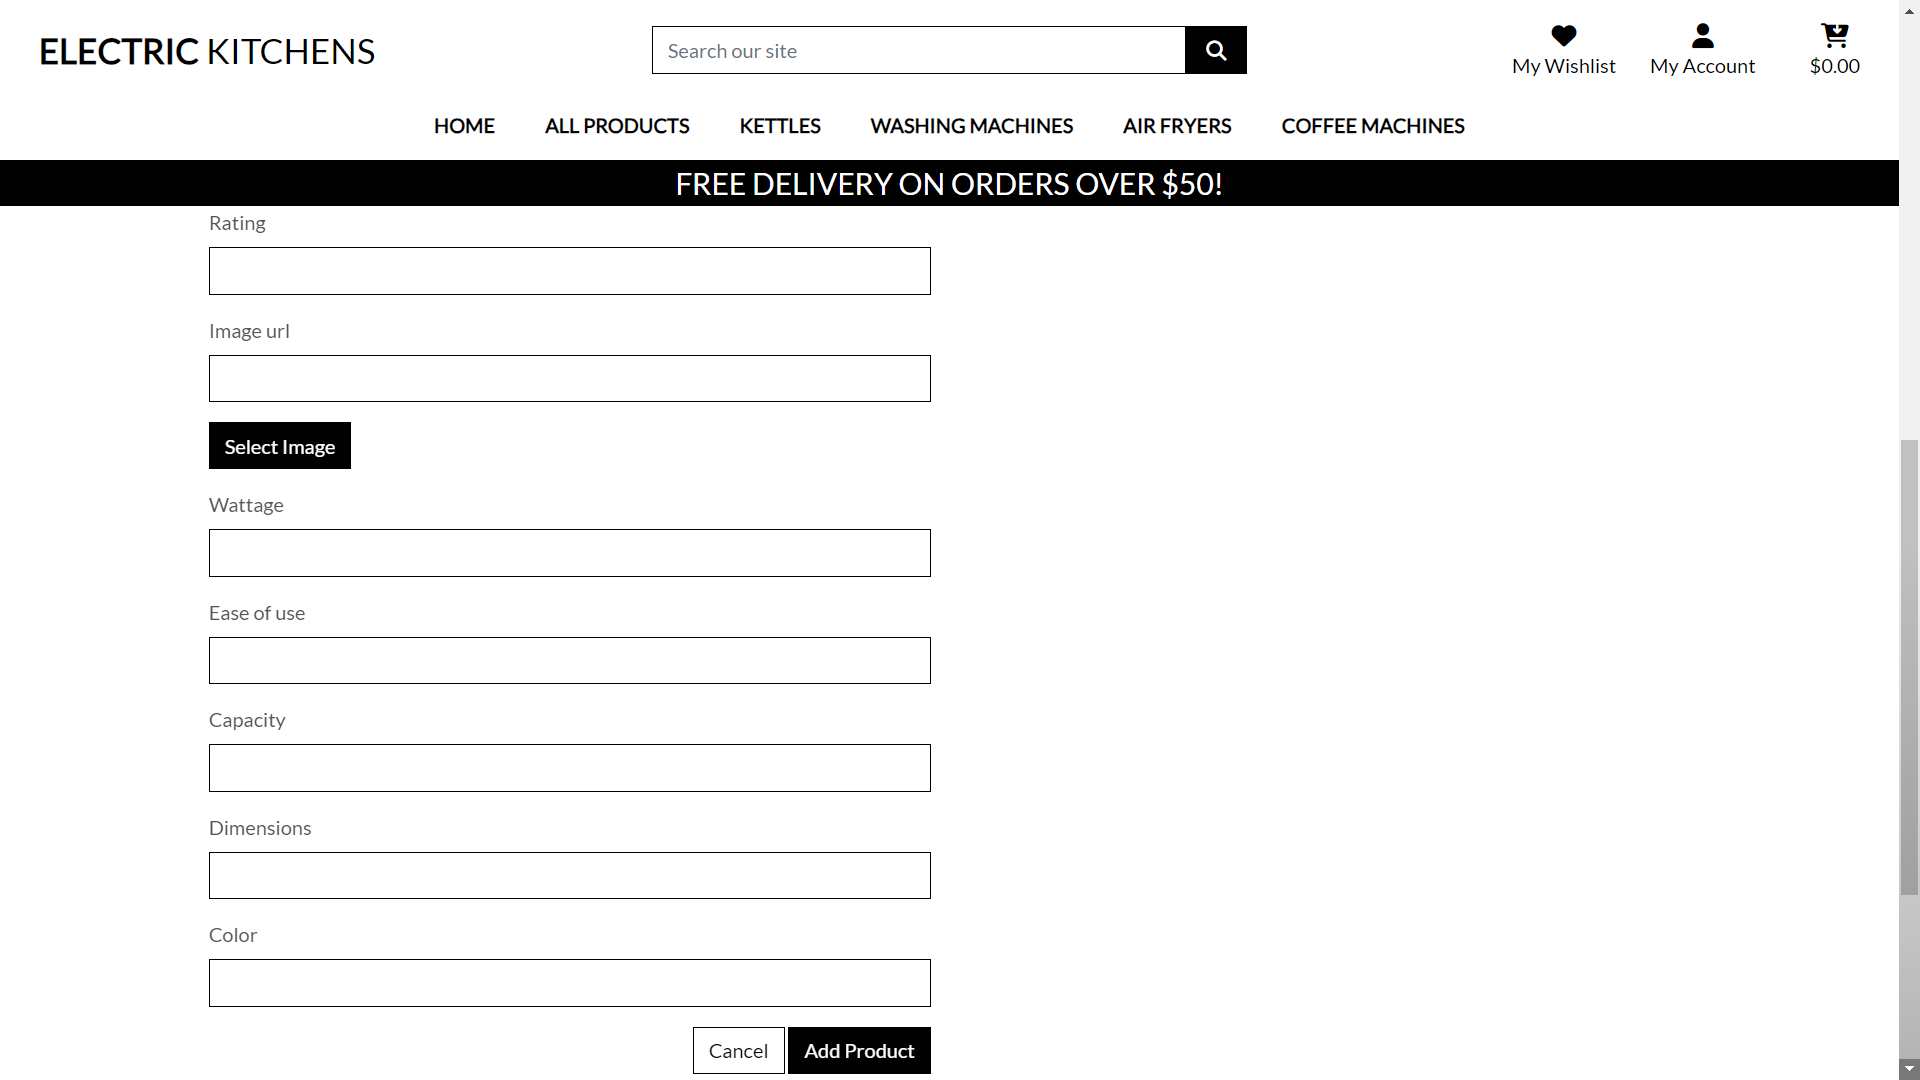 ELECTRIC KITCHENS
Search our site
My Wishlist
My Account
$0.00
HOME
ALL PRODUCTS
KETTLES
WASHING MACHINES
AIR FRYERS
COFFEE MACHINES
FREE DELIVERY ON ORDERS OVER $50!
Rating
Image url
Select Image
Wattage
Ease of use
Capacity
Dimensions
Color
Cancel
Add Product